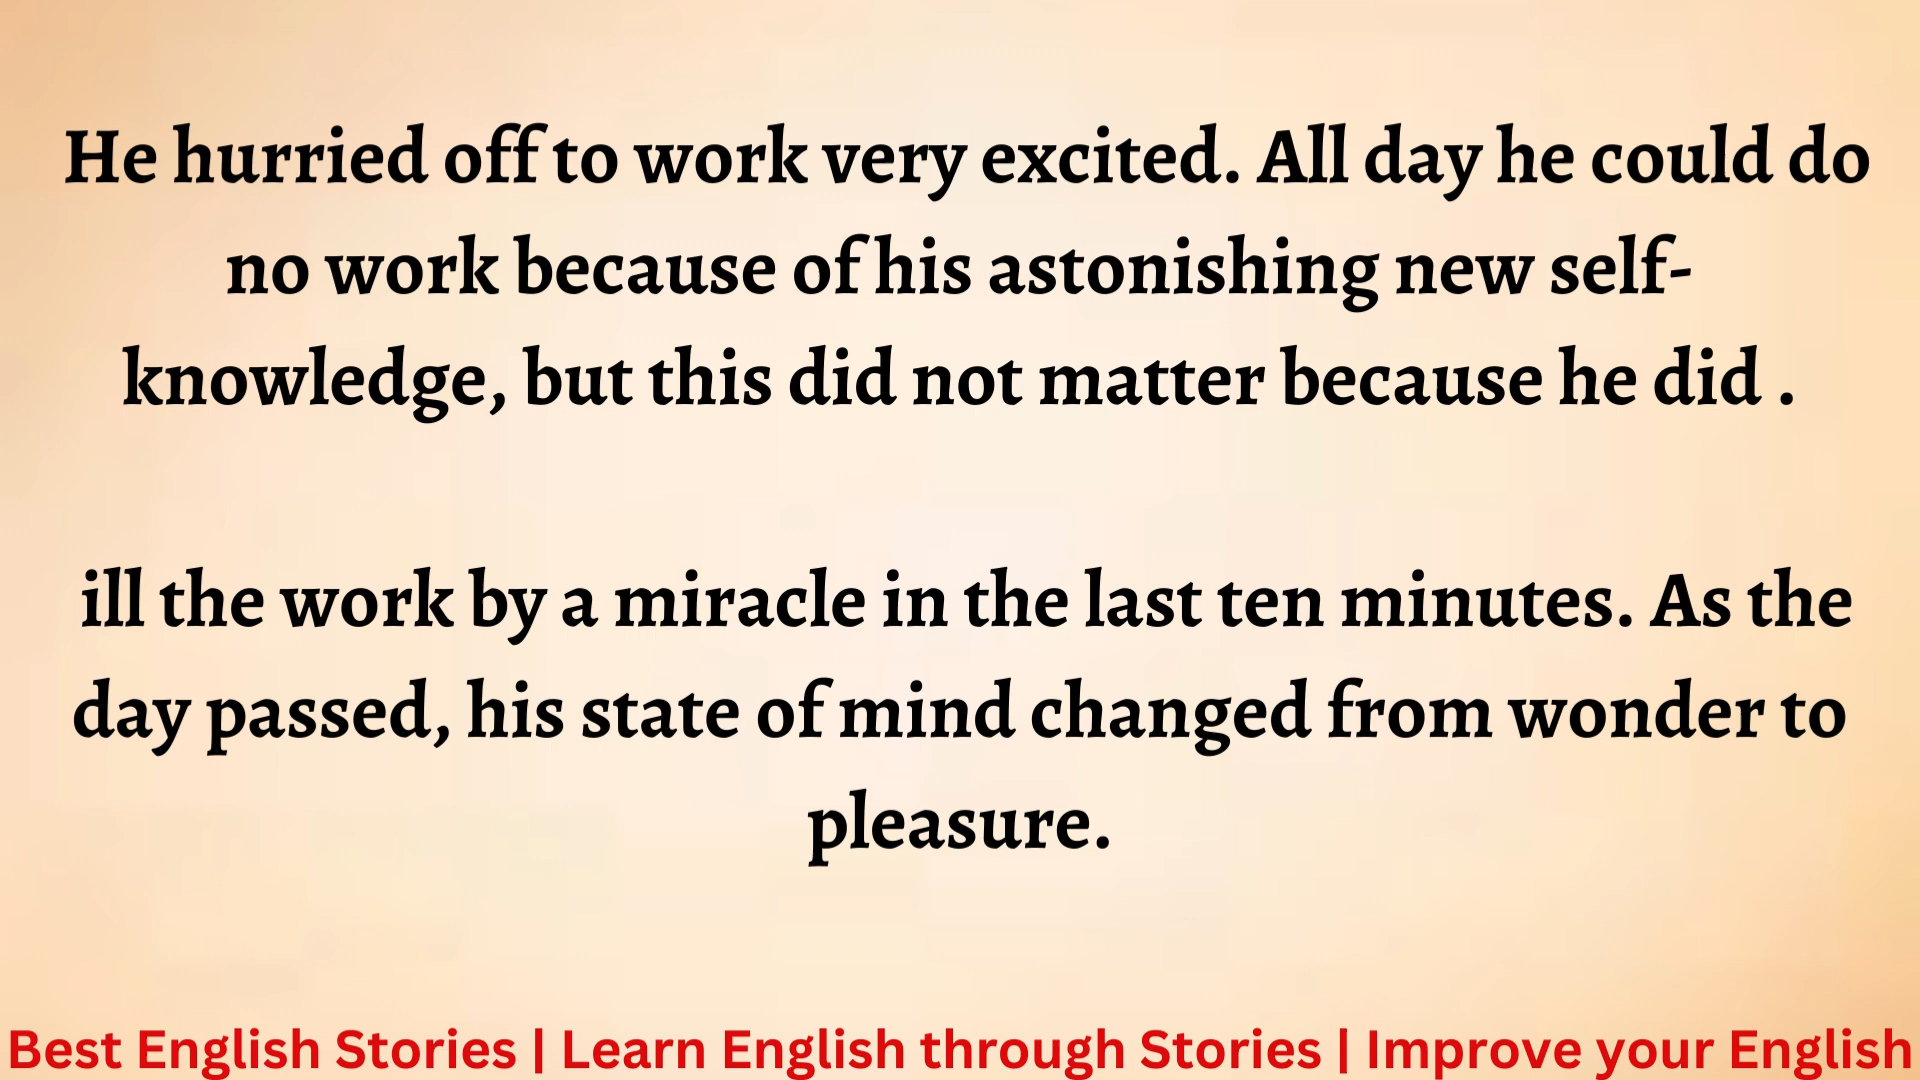 He hurried off to work very excited. All day he could do
no work because of his astonishing new self-
knowledge, but this did not matter because he did .
ill the work by a miracle in the last ten minutes. As the
day passed, his state of mind changed from wonder to
pleasure.
Best English Stories | Learn English through Stories | Improve your English